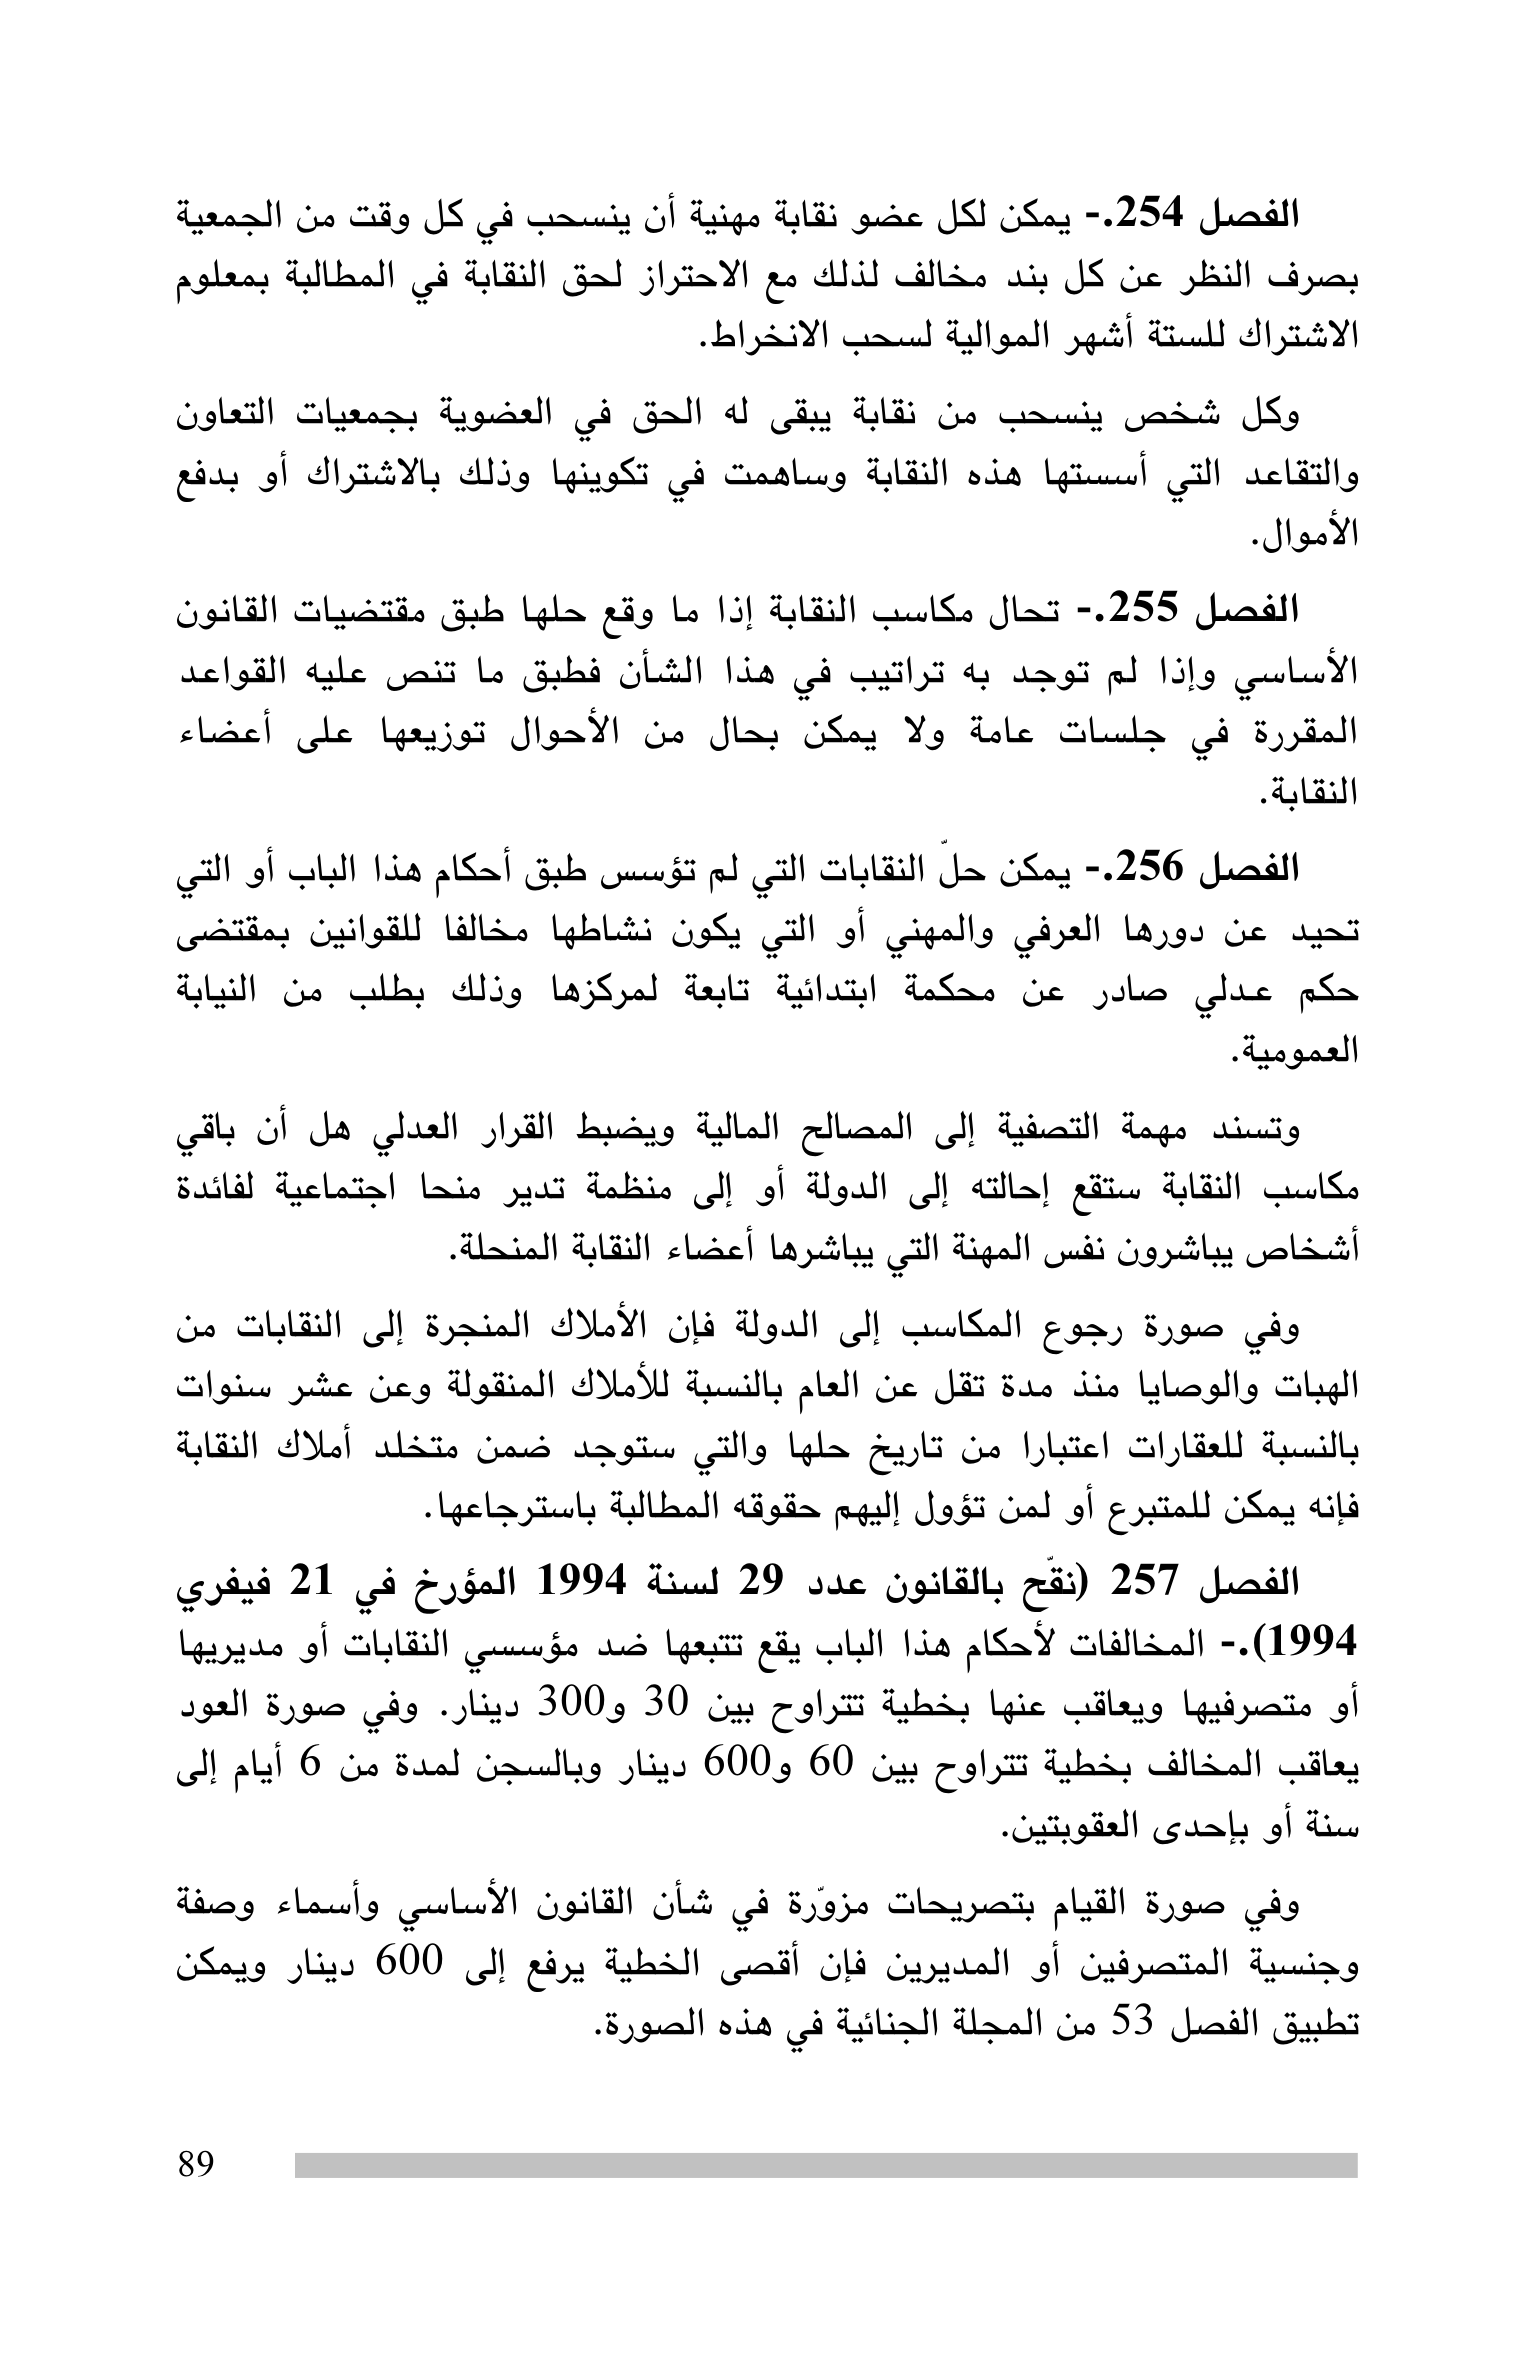 الفصل 254.- يمكن لكل عضو نقابة مهنية أن ينسحب في كل وقت من الجمعية
بصرف النظر عن كل بند مخالف لذلك مع الاحتراز لحق النقابة في المطالبة بمعلوم
الاشتراك للستة أشهر الموالية لسحب الانخراط.
وكل شخص ينسحب من نقابة يبقى له الحق في العضوية بجمعيات التعاون
والتقاعد التي أسستها هذه النقابة وساهمت في تكوينها وذلك بالاشتراك أو بدفع
الأموال.
الفصل 255.- تحال مكاسب النقابة إذا ما وقع حلها طبق مقتضيات القانون
الأساسي وإذا لم توجد به تراتيب في هذا الشأن فطبق ما تنص عليه القواعد
المقررة في جلسات عامة ولا يمكن بحال من الأحوال توزيعها على أعضاء
النقابة.
الفصل 256.- يمكن حلّ النقابات التي لم تؤسس طبق أحكام هذا الباب أو التي
تحيد عن دورها العرفي والمهني أو التي يكون نشاطها مخالفا للقوانين بمقتضى
حكم عدلي صادر عن محكمة ابتدائية تابعة لمركزها وذلك بطلب من النيابة
العمومية.
وتسند مهمة التصفية إلى المصالح المالية ويضبط القرار العدلي هل أن باقي
مكاسب النقابة ستقع إحالته إلى الدولة أو إلى منظمة تدير منحا اجتماعية لفائدة
أشخاص يباشرون نفس المهنة التي يباشرها أعضاء النقابة المنحلة.
وفي صورة رجوع المكاسب إلى الدولة فإن الأملاك المنجرة إلى النقابات من
الهبات والوصايا منذ مدة تقل عن العام بالنسبة للأملاك المنقولة وعن عشر سنوات
بالنسبة للعقارات اعتبارا من تاريخ حلها والتي ستوجد ضمن متخلد أملاك النقابة
فإنه يمكن للمتبرع أو لمن تؤول إليهم حقوقه المطالبة باسترجاعها.
الفصل 257 (نقّح بالقانون عدد 29 لسنة 1994 المؤرخ في 21 فيفري
1994).- المخالفات لأحكام هذا الباب يقع تتبعها ضد مؤسسي النقابات أو مديريها
أو متصرفيها ويعاقب عنها بخطية تتراوح بين 30 و300 دينار. وفي صورة العود
يعاقب المخالف بخطية تتراوح بين 60 و600 دينار وبالسجن لمدة من 6 أيام إلى
سنة أو بإحدى العقوبتين.
وفي صورة القيام بتصريحات مزوّرة في شأن القانون الأساسي وأسماء وصفة
وجنسية المتصرفين أو المديرين فإن أقصى الخطية يرفع إلى 600 دينار ويمكن
تطبيق الفصل 53 من المجلة الجنائية في هذه الصورة.
89